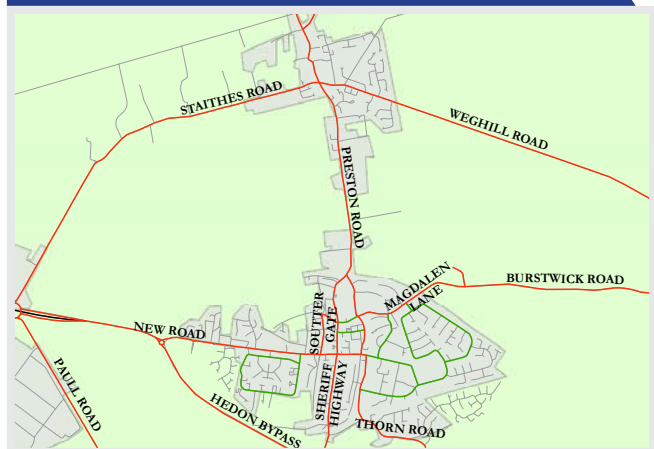 STAITHES ROAD
WEGHILL ROAD
PRESTON ROAD
MAGDALEN
LANE
BURSTWICK ROAD
SOUTTER
GATE
NEW ROAD
PAULL ROAD
SHERIFF
HIGHWAY
HEDON BYPASS
THORN ROAD